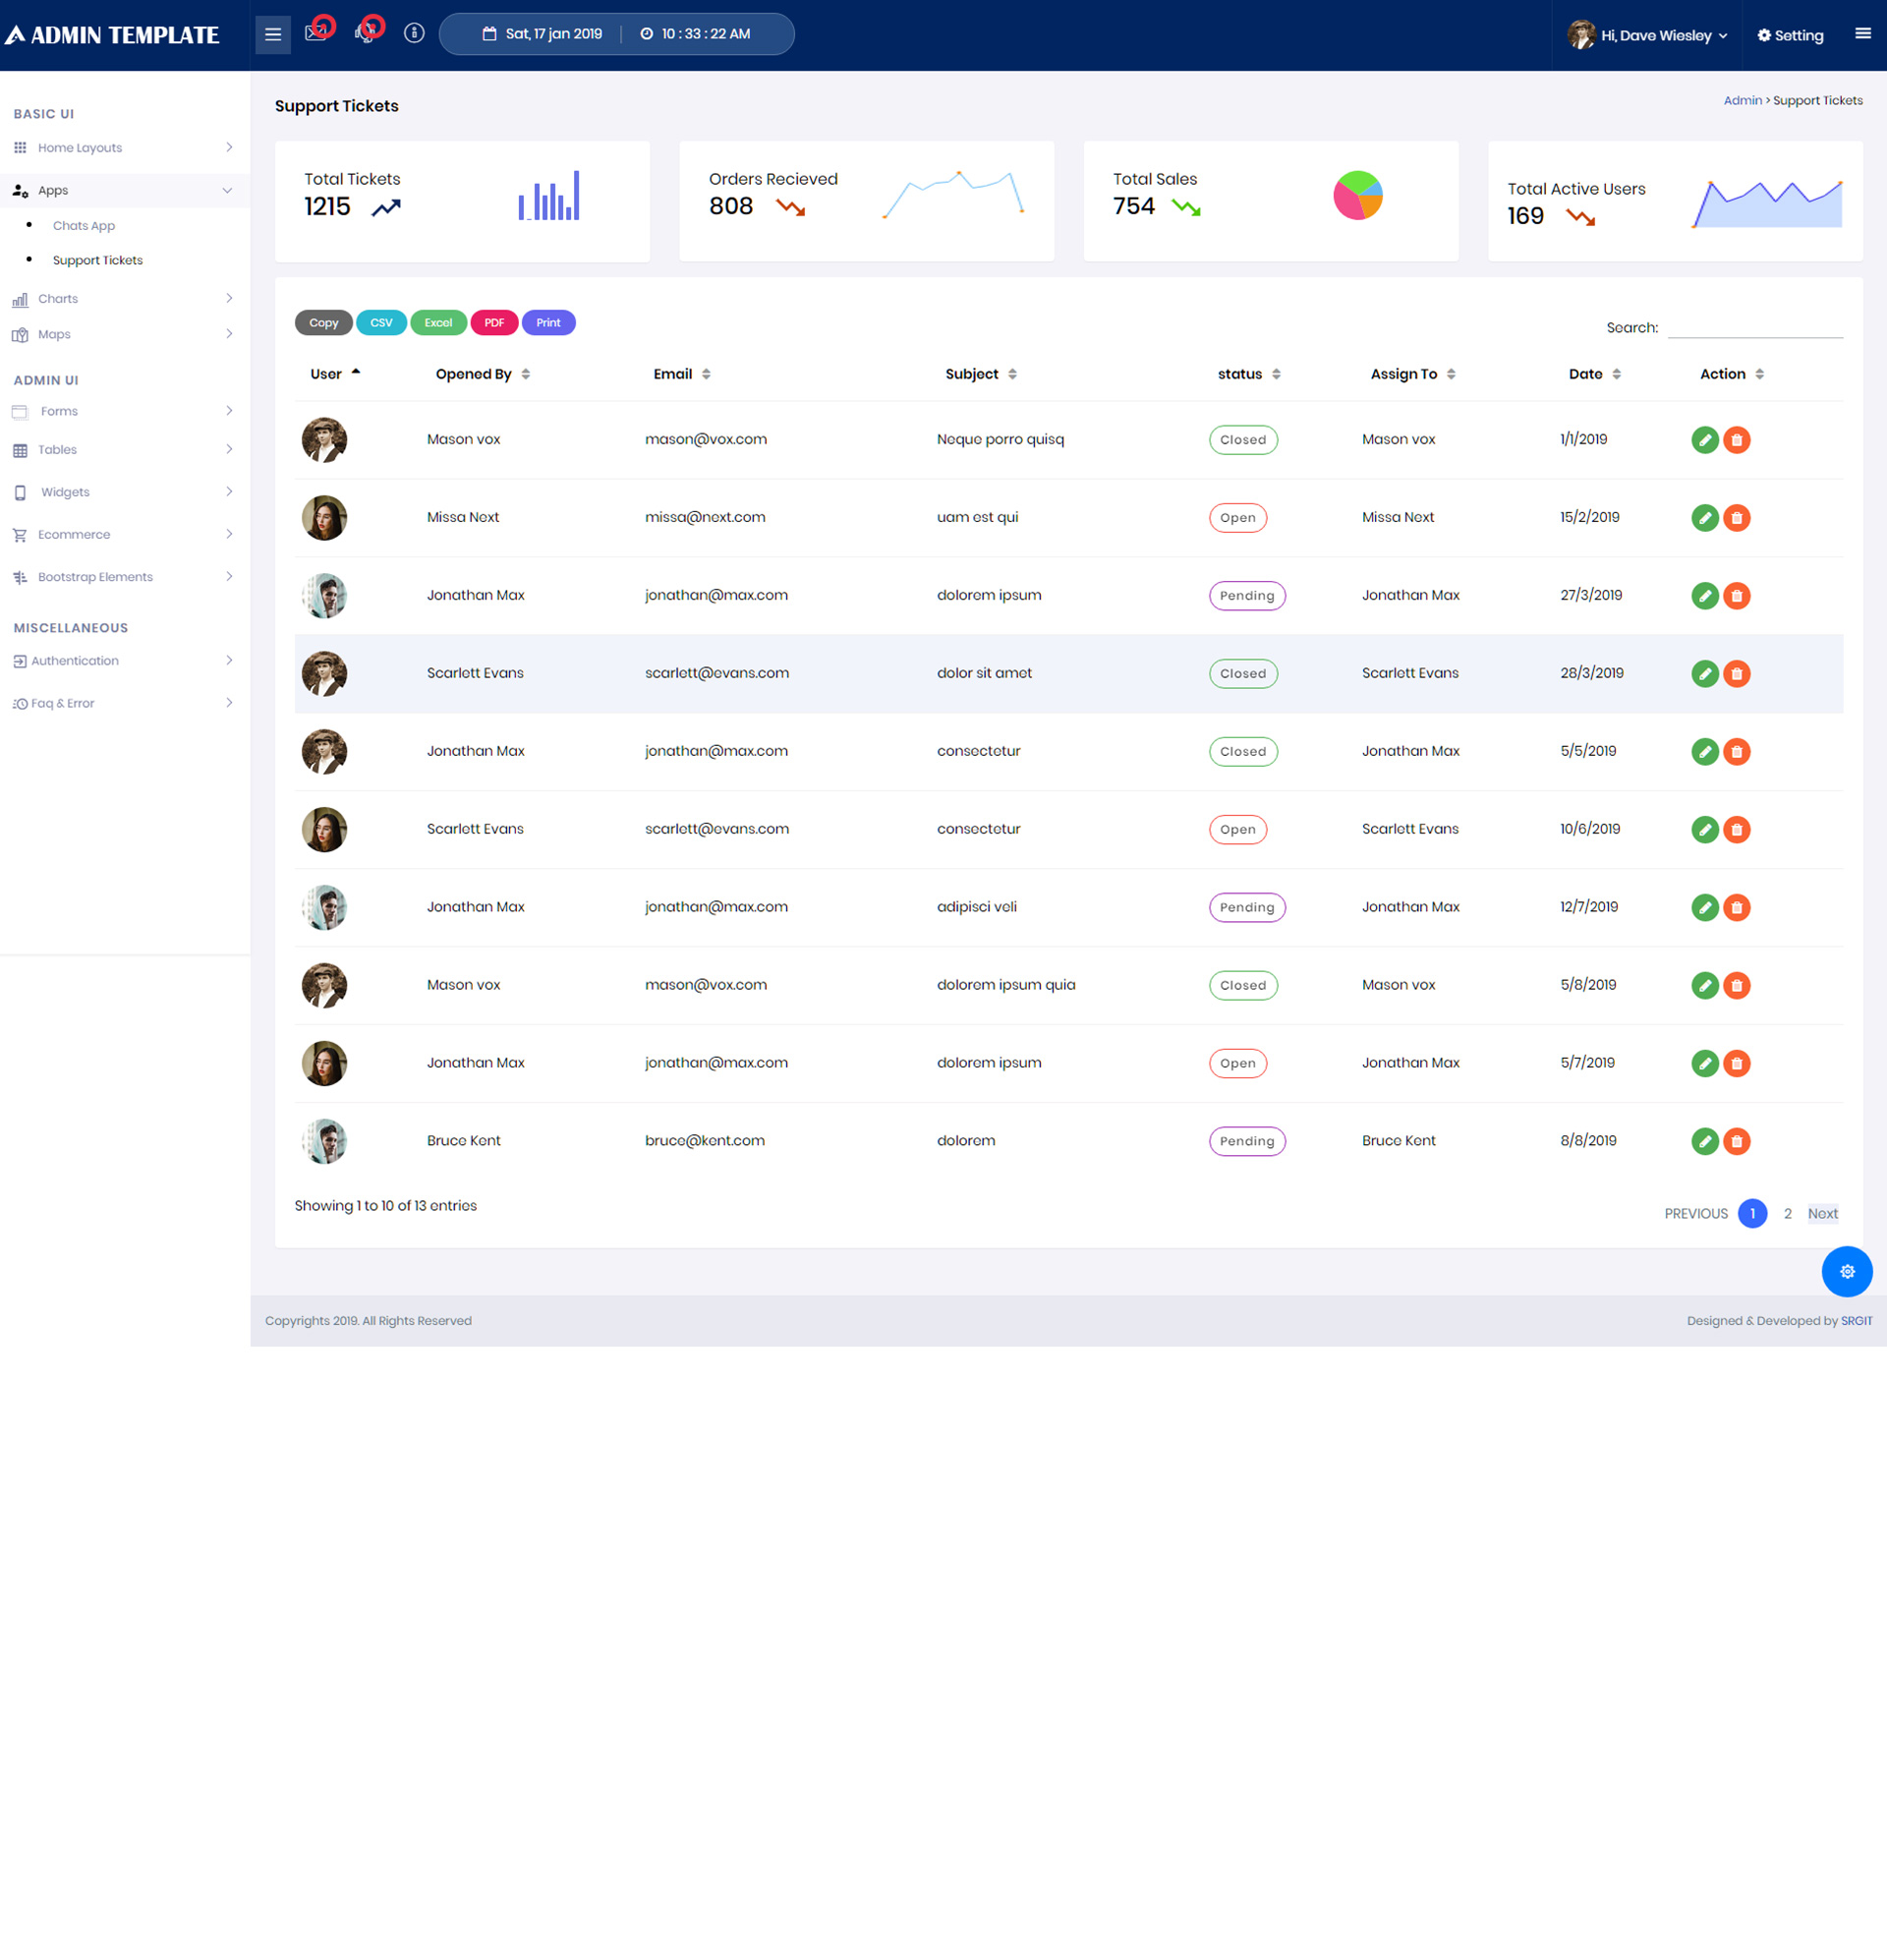 ADMIN TEMPLATE
Sat, 17 jan 2019
10 : 33 : 22 AM
Hi, Dave Wiesley
Setting
BASIC UI
Home Layouts
Apps
Chats App
Support Tickets
Charts
Maps
ADMIN UI
Forms
Tables
Widgets
Ecommerce
Bootstrap Elements
MISCELLANEOUS
Authentication
Faq & Error
Support Tickets
Admin > Support Tickets
Total Tickets
1215
Orders Recieved
808
Total Sales
754
Total Active Users
169
Copy CSV Excel PDF Print
Search:
User Opened By Email Subject status Assign To Date Action
Mason vox mason@vox.com Neque porro quisq Closed Mason vox 1/1/2019
Missa Next missa@next.com uam est qui Open Missa Next 15/2/2019
Jonathan Max jonathan@max.com dolorem ipsum Pending Jonathan Max 27/3/2019
Scarlett Evans scarlett@evans.com dolor sit amet Closed Scarlett Evans 28/3/2019
Jonathan Max jonathan@max.com consectetur Closed Jonathan Max 5/5/2019
Scarlett Evans scarlett@evans.com consectetur Open Scarlett Evans 10/6/2019
Jonathan Max jonathan@max.com adipisci veli Pending Jonathan Max 12/7/2019
Mason vox mason@vox.com dolorem ipsum quia Closed Mason vox 5/8/2019
Jonathan Max jonathan@max.com dolorem ipsum Open Jonathan Max 5/7/2019
Bruce Kent bruce@kent.com dolorem Pending Bruce Kent 8/8/2019
Showing 1 to 10 of 13 entries
PREVIOUS 1 2 Next
Copyrights 2019. All Rights Reserved
Designed & Developed by SRGIT